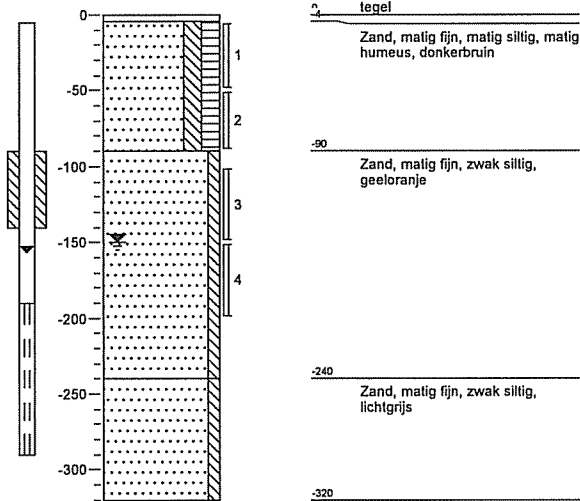 0
-50
-100
-150
-200
-250
-300
1
2
3
4
0
tegel
-4
Zand, matig fijn, matig siltig, matig
humeus, donkerbruin
-90
Zand, matig fijn, zwak siltig,
geeloranje
-240
Zand, matig fijn, zwak siltig,
lichtgrijs
-320